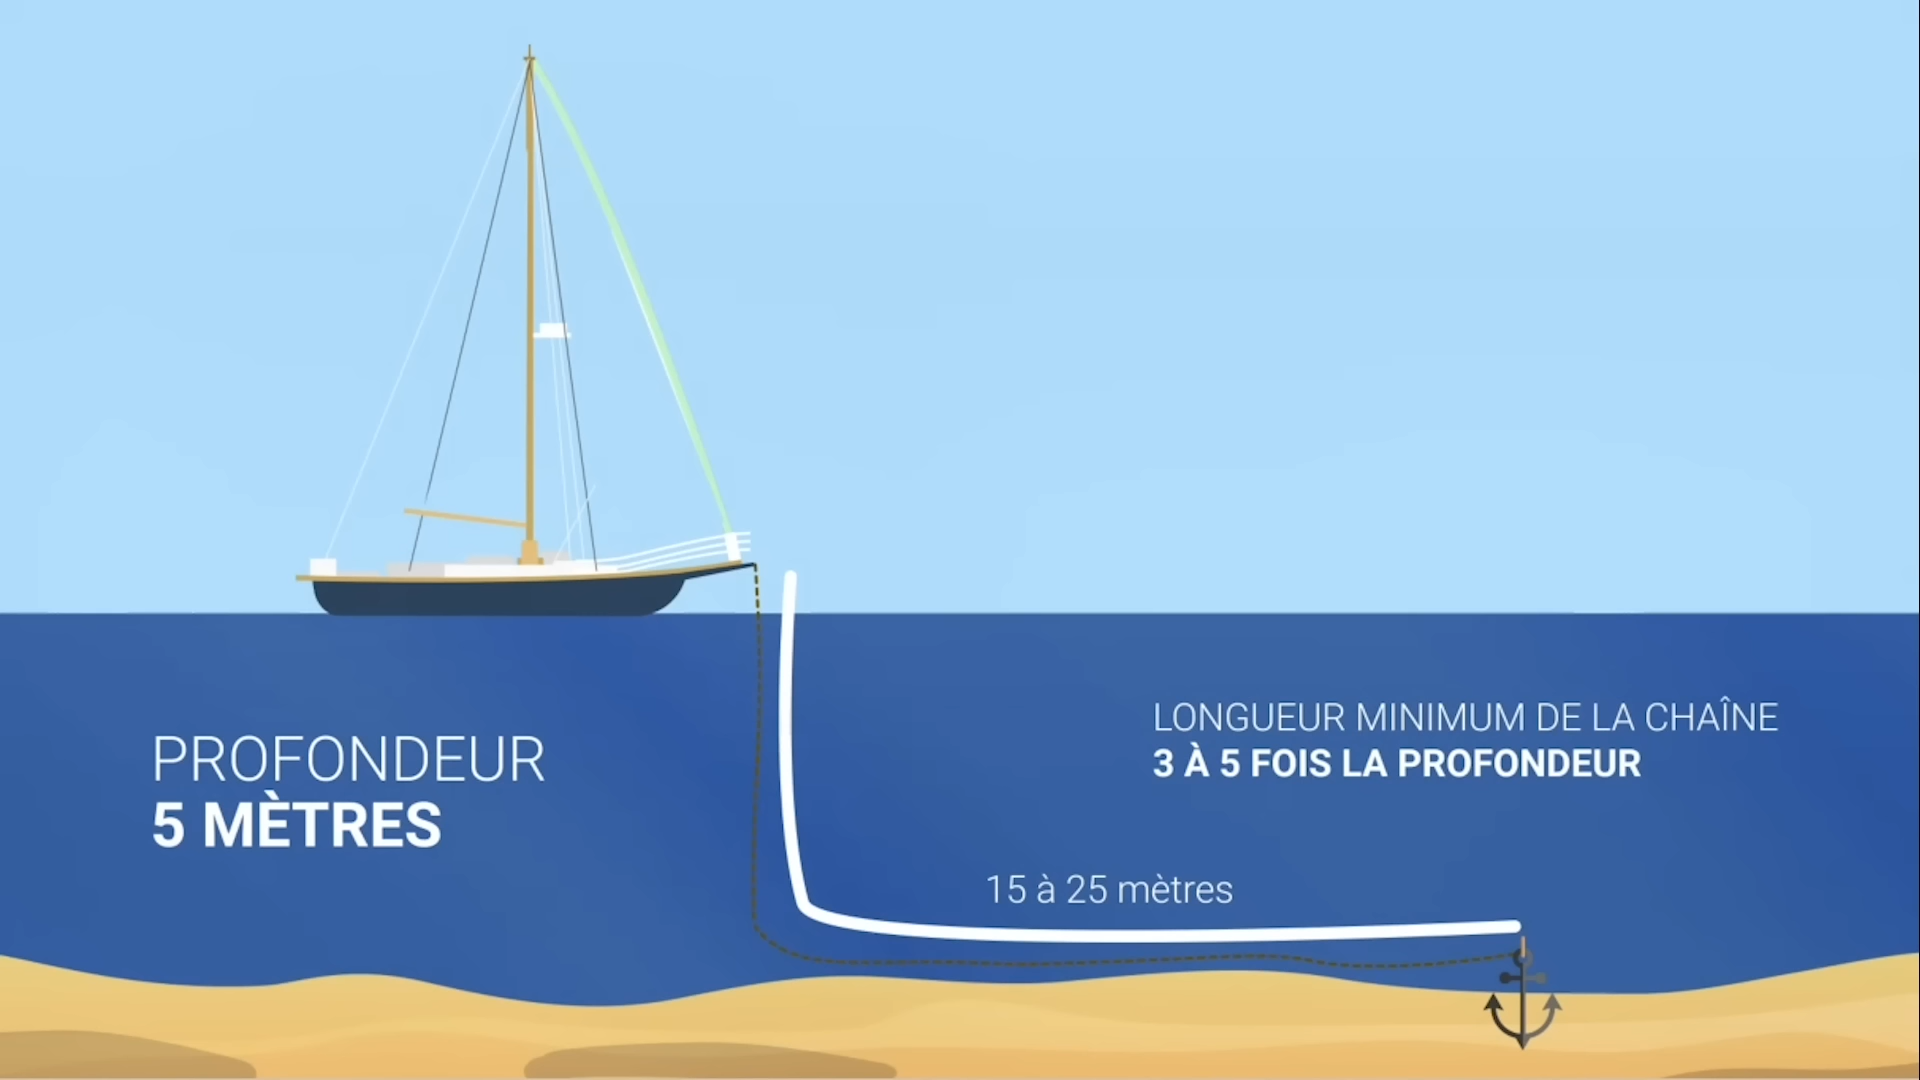 PROFONDEUR
5 MÈTRES
LONGUEUR MINIMUM DE LA CHAÎNE
3 À 5 FOIS LA PROFONDEUR
15 à 25 mètres